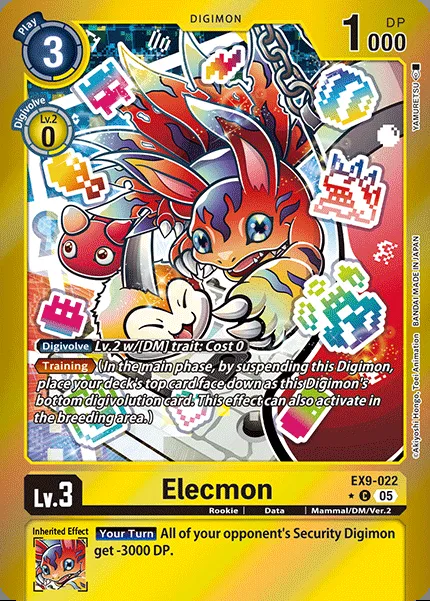 DIGIMON
Play
3
1000
DP
Digivolve
Lv.2
0
YAMURETSU
©Akiyoshi Hongo, Toei Animation BANDAI MADE IN JAPAN
Digivolve Lv.2 w/[DM] trait: Cost 0
Training (In the main phase, by suspending this Digimon,
place your deck's top card face down as this Digimon's
bottom digivolution card. This effect can also activate in
the breeding area.)
Lv.3
Elecmon
EX9-022
C 05
Rookie | Data | Mammal/DM/Ver.2
Inherited Effect
Your Turn All of your opponent's Security Digimon
get -3000 DP.